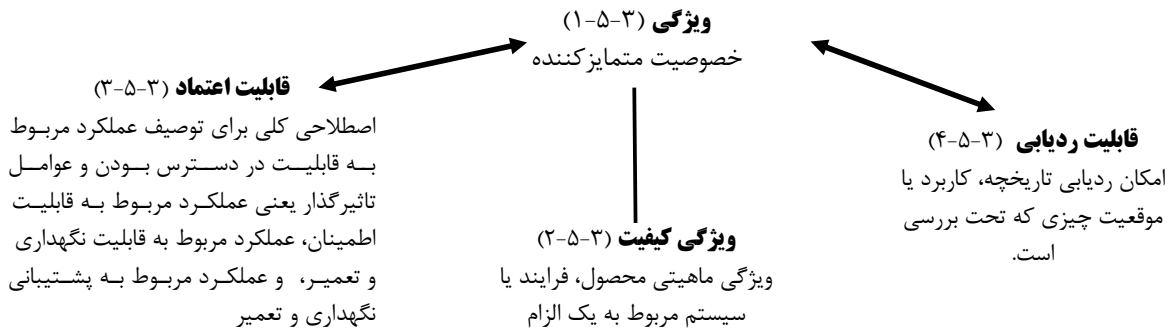 ویژگی (۳-۵-۱)
خصوصیت متمایزکننده
قابلیت اعتماد (۳-۵-۳)
اصطلاحی کلی برای توصیف عملکرد مربوط
به قابلیت در دسترس بودن و عوامل
تاثیرگذار یعنی عملکرد مربوط به قابلیت
اطمینان، عملکرد مربوط به قابلیت نگهداری
و تعمیر، و عملکرد مربوط به پشتیبانی
نگهداری و تعمیر
ویژگی کیفیت (۳-۵-۲)
ویژگی ماهیتی محصول، فرایند یا
سیستم مربوط به یک الزام
قابلیت ردیابی (۳-۵-۴)
امکان ردیابی تاریخچه، کاربرد یا
موقعیت چیزی که تحت بررسی
است.